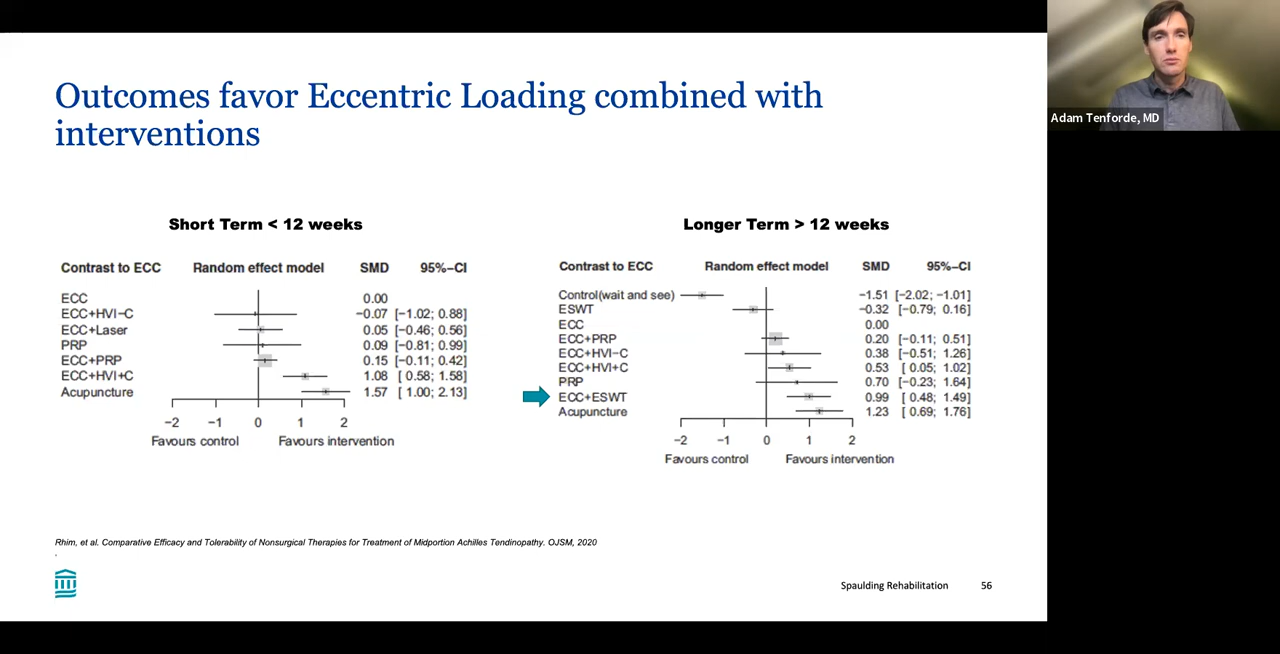 Outcomes favor Eccentric Loading combined with
interventions
Adam Tenforde, MD
Short Term < 12 weeks
Contrast to ECC Random effect model SMD 95%–CI
ECC 0.00
ECC+HVI–C −0.07 [−1.02; 0.88]
ECC+Laser 0.05 [−0.46; 0.56]
PRP 0.09 [−0.81; 0.99]
ECC+PRP 0.15 [−0.11; 0.42]
ECC+HVI+C 1.08 [ 0.58; 1.58]
Acupuncture 1.57 [ 1.00; 2.13]
−2 −1 0 1 2
Favours control Favours intervention
Longer Term > 12 weeks
Contrast to ECC Random effect model SMD 95%–CI
Control(wait and see) −1.51 [−2.02; −1.01]
ESWT −0.32 [−0.79; 0.16]
ECC 0.00
ECC+PRP 0.20 [−0.11; 0.51]
ECC+HVI–C 0.38 [−0.51; 1.26]
ECC+HVI+C 0.53 [ 0.05; 1.02]
PRP 0.70 [−0.23; 1.64]
ECC+ESWT 0.99 [ 0.48; 1.49]
Acupuncture 1.23 [ 0.69; 1.76]
−2 −1 0 1 2
Favours control Favours intervention
Rhim, et al. Comparative Efficacy and Tolerability of Nonsurgical Therapies for Treatment of Midportion Achilles Tendinopathy. OJSM, 2020
.
Spaulding Rehabilitation 56